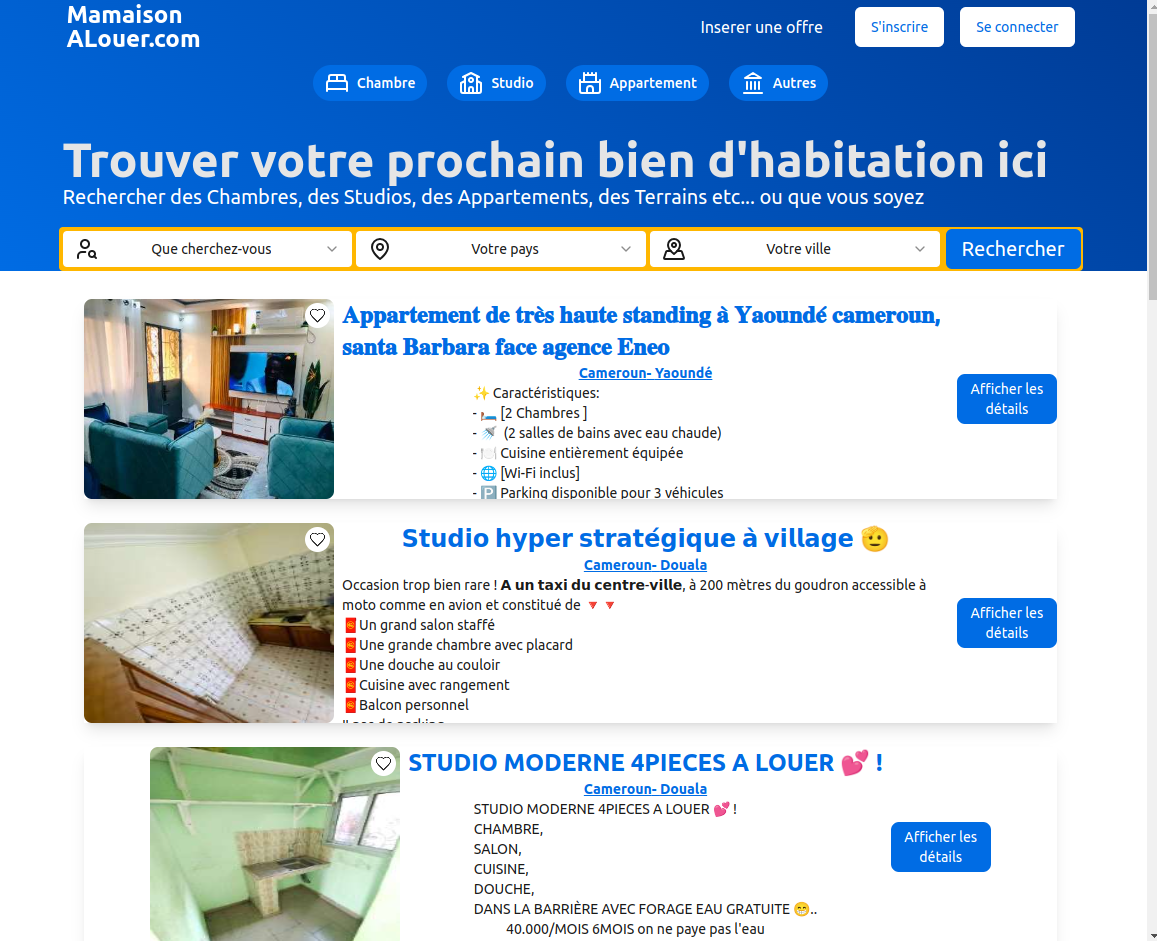 Mamaison
ALouer.com
Inserer une offre
S'inscrire
Se connecter
Chambre
Studio
Appartement
Autres
Trouver votre prochain bien d'habitation ici
Rechercher des Chambres, des Studios, des Appartements, des Terrains etc... ou que vous soyez
Que cherchez-vous
Votre pays
Votre ville
Rechercher
Appartement de très haute standing à Yaoundé cameroun,
santa Barbara face agence Eneo
Cameroun- Yaoundé
✨ Caractéristiques:
- 🛏️ [2 Chambres ]
- 🚿 (2 salles de bains avec eau chaude)
- 🍽️ Cuisine entièrement équipée
- 🌐 [Wi-Fi inclus]
- 🅿️ Parking disponible pour 3 véhicules
Afficher les
détails
Studio hyper stratégique à village 🫡
Cameroun- Douala
Occasion trop bien rare ! A un taxi du centre-ville, à 200 mètres du goudron accessible à
moto comme en avion et constitué de 🔻🔻
🧧Un grand salon staffé
🧧Une grande chambre avec placard
🧧Une douche au couloir
🧧Cuisine avec rangement
🧧Balcon personnel
Afficher les
détails
STUDIO MODERNE 4PIECES A LOUER 💕 !
Cameroun- Douala
STUDIO MODERNE 4PIECES A LOUER 💕 !
CHAMBRE,
SALON,
CUISINE,
DOUCHE,
DANS LA BARRIÈRE AVEC FORAGE EAU GRATUITE 😁..
40.000/MOIS 6MOIS on ne paye pas l'eau
Afficher les
détails